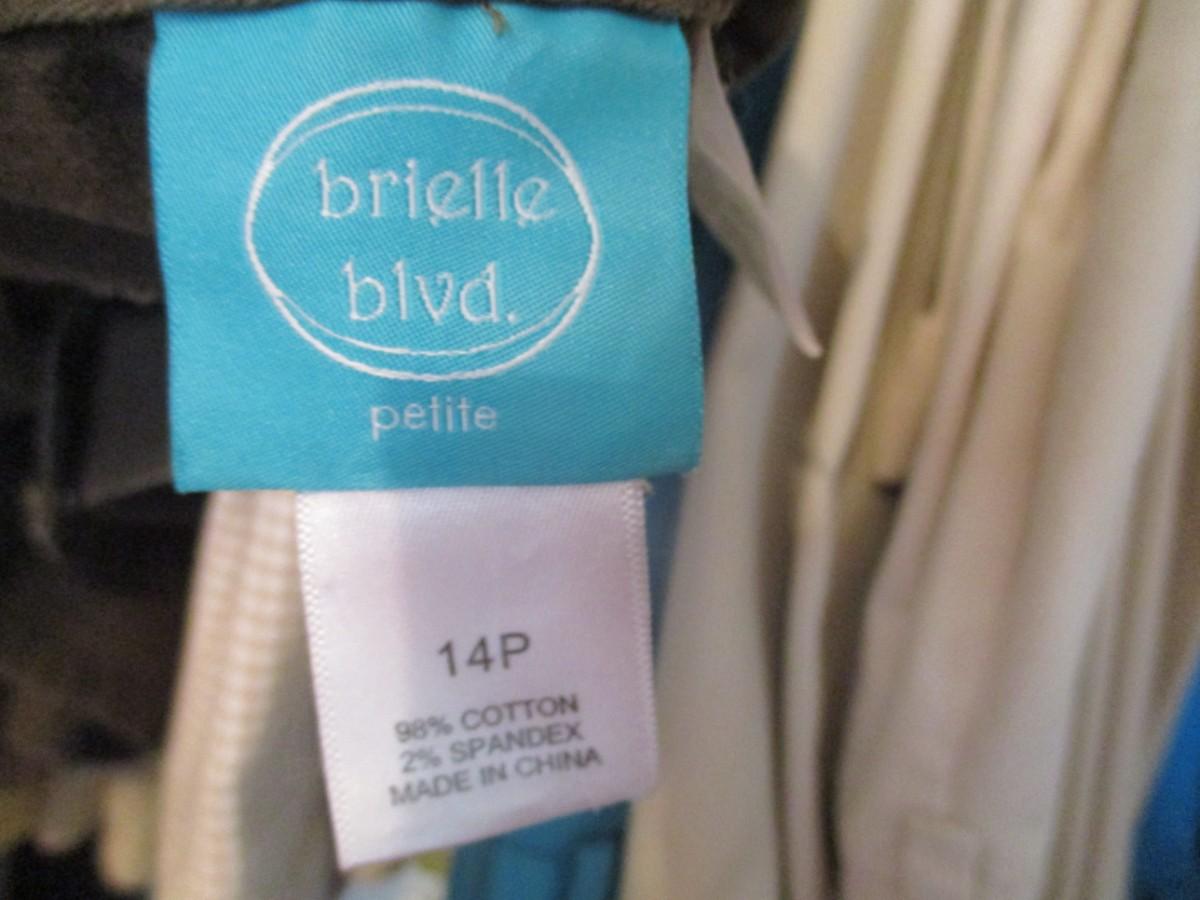 brielle
blvd.
petite
14P
98% COTTON
2% SPANDEX
MADE IN CHINA